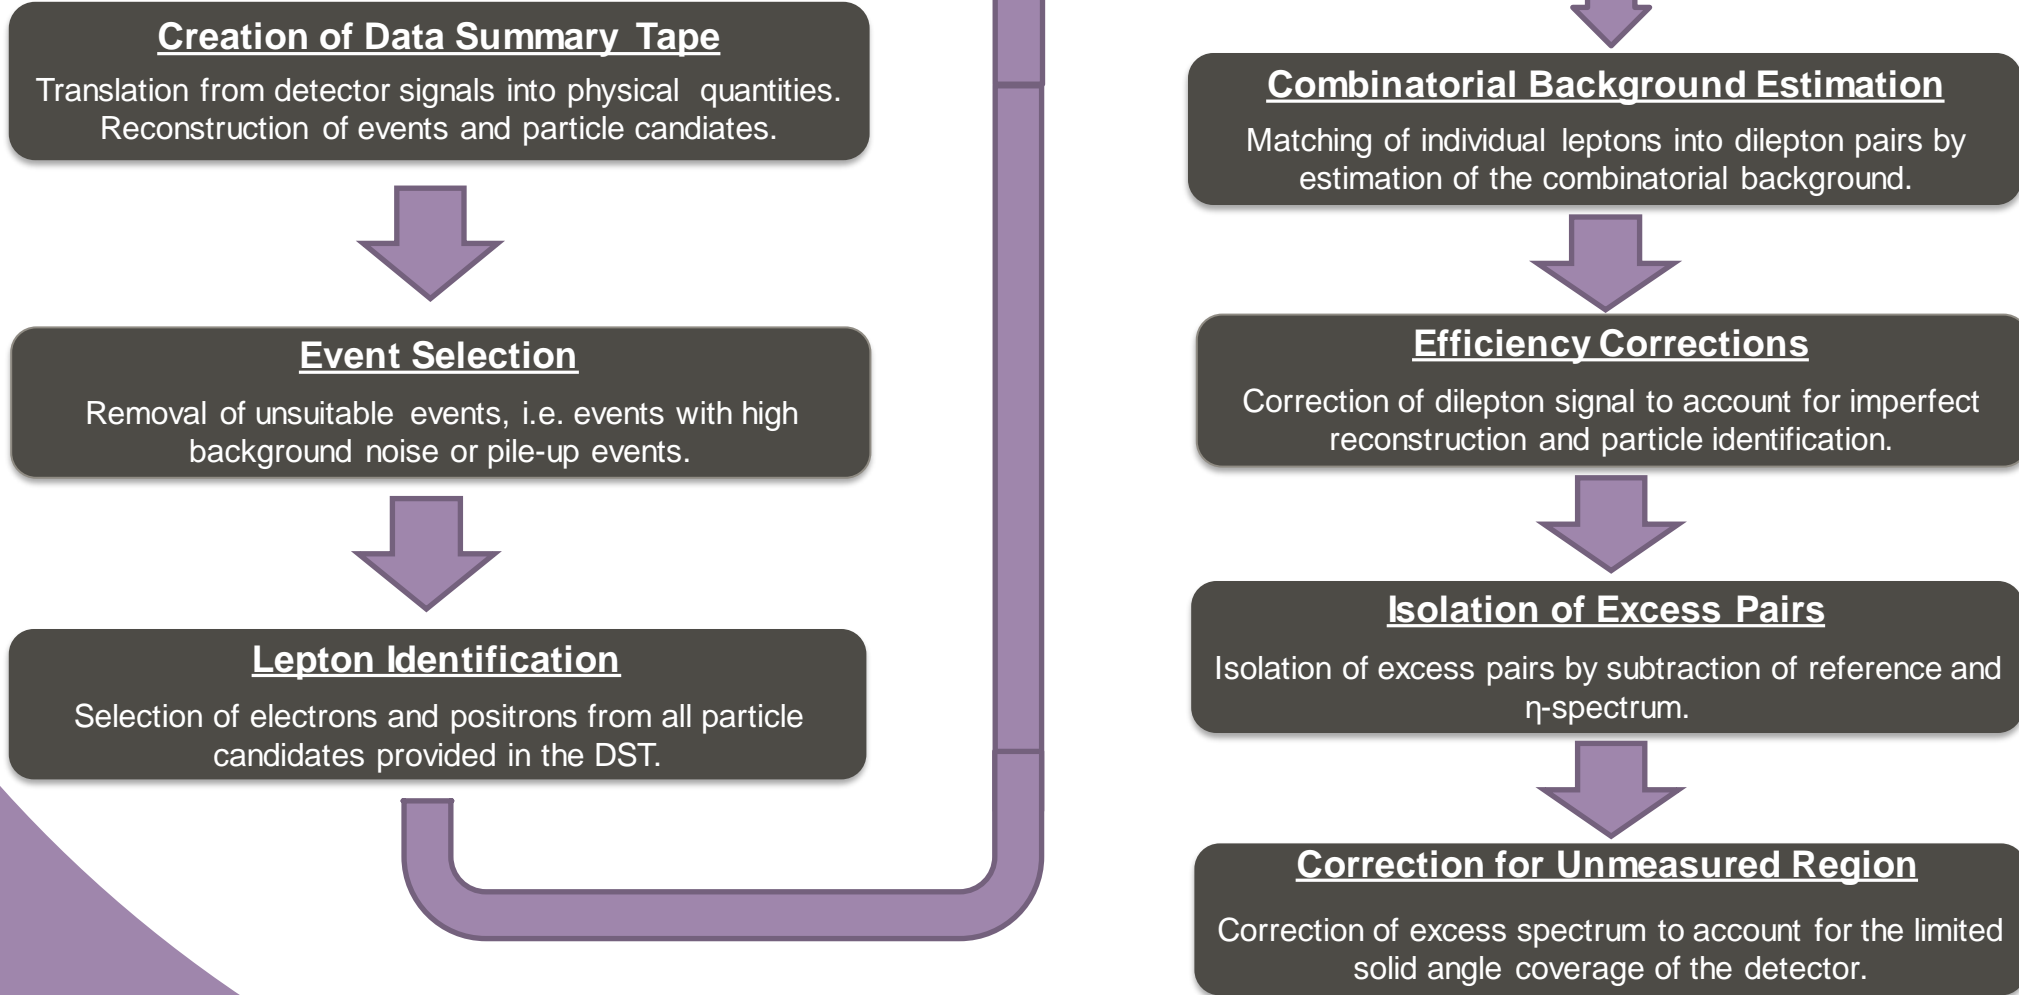 Creation of Data Summary Tape
Translation from detector signals into physical quantities.
Reconstruction of events and particle candiates.
Event Selection
Removal of unsuitable events, i.e. events with high
background noise or pile-up events.
Lepton Identification
Selection of electrons and positrons from all particle
candidates provided in the DST.
Combinatorial Background Estimation
Matching of individual leptons into dilepton pairs by
estimation of the combinatorial background.
Efficiency Corrections
Correction of dilepton signal to account for imperfect
reconstruction and particle identification.
Isolation of Excess Pairs
Isolation of excess pairs by subtraction of reference and
η-spectrum.
Correction for Unmeasured Region
Correction of excess spectrum to account for the limited
solid angle coverage of the detector.